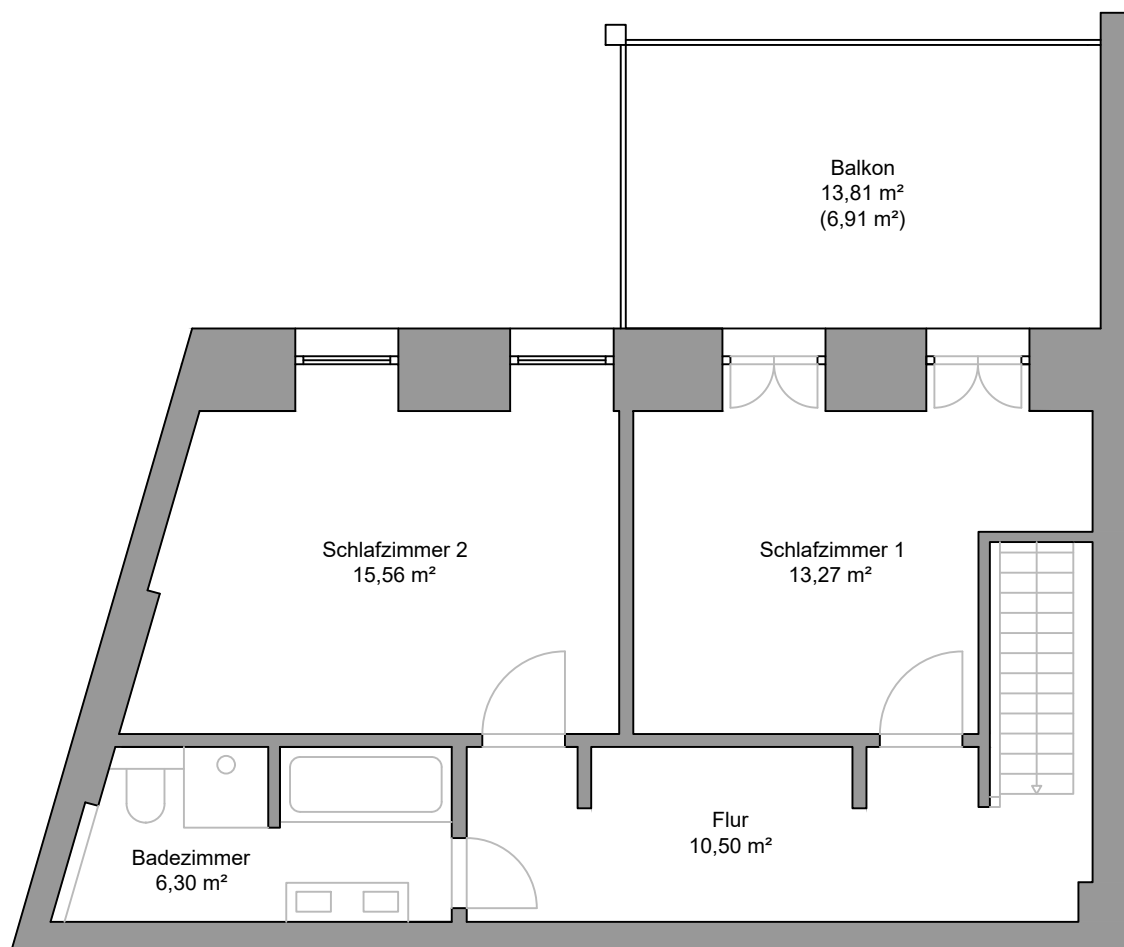 Balkon
13,81 m²
(6,91 m²)
Schlafzimmer 2
15,56 m²
Schlafzimmer 1
13,27 m²
Flur
10,50 m²
Badezimmer
6,30 m²